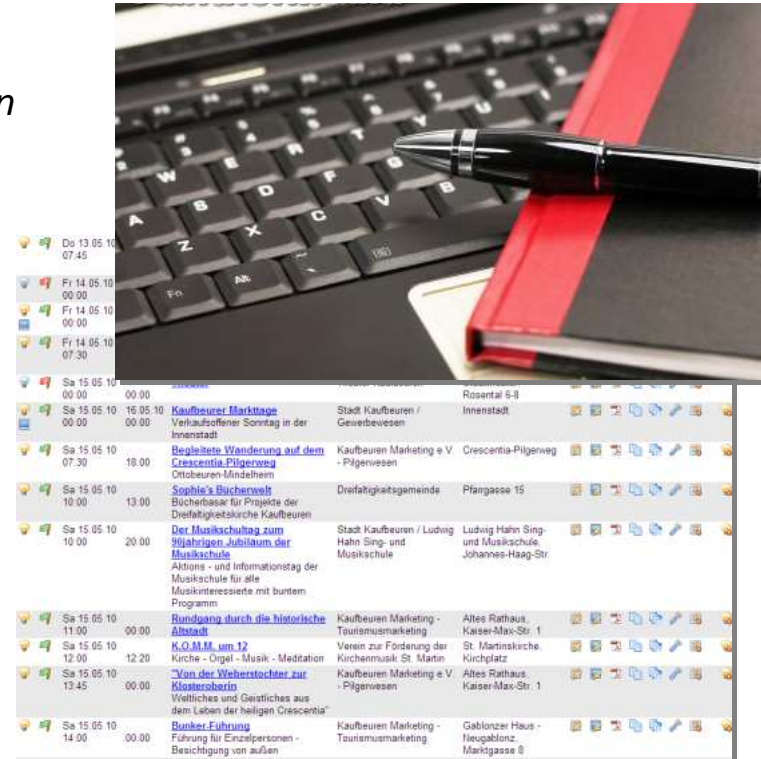 n
Do 13.05.10
07:45
Fr 14.05.10
00:00
Fr 14.05.10
00:00
Fr 14.05.10
07:30
Sa 15.05.10
00:00 00:00 Rosental 6-8
Sa 15.05.10 16.05.10 Kaufbeurer Markttage Stadt Kaufbeuren / Innenstadt
00:00 00:00 Verkaufsoffener Sonntag in der Gewerbewesen
Innenstadt
Sa 15.05.10 Begleitete Wanderung auf dem Kaufbeuren Marketing e.V. Crescentia-Pilgerweg
07:30 18:00 Crescentia-Pilgerweg - Pilgerwesen
Ottobeuren-Mindelheim
Sa 15.05.10 Sophie's Bücherwelt Dreifaltigkeitsgemeinde Pfarrgasse 15
10:00 13:00 Bücherbasar für Projekte der
Dreifaltigkeitskirche Kaufbeuren
Sa 15.05.10 Der Musikschultag zum Stadt Kaufbeuren / Ludwig Ludwig Hahn Sing-
10:00 20:00 90jährigen Jubiläum der Hahn Sing- und und Musikschule,
Musikschule Musikschule Johannes-Haag-Str.
Aktions - und Informationstag der
Musikschule für alle
Musikinteressierte mit buntem
Programm
Sa 15.05.10 Rundgang durch die historische Kaufbeuren Marketing - Altes Rathaus,
11:00 00:00 Altstadt Tourismusmarketing Kaiser-Max-Str. 1
Sa 15.05.10 K.O.M.M. um 12 Verein zur Förderung der St. Martinskirche,
12:00 12:20 Kirche - Orgel - Musik - Meditation Kirchenmusik St. Martin Kirchplatz
Sa 15.05.10 "Von der Weberstochter zur Kaufbeuren Marketing e.V. Altes Rathaus,
13:45 00:00 Klosteroberin - Pilgerwesen Kaiser-Max-Str. 1
Weltliches und Geistliches aus
dem Leben der heiligen Crescentia"
Sa 15.05.10 Bunker-Führung Kaufbeuren Marketing - Gablonzer Haus -
14:00 00:00 Führung für Einzelpersonen - Tourismusmarketing Neugablonz,
Besichtigung von außen Marktgasse 8